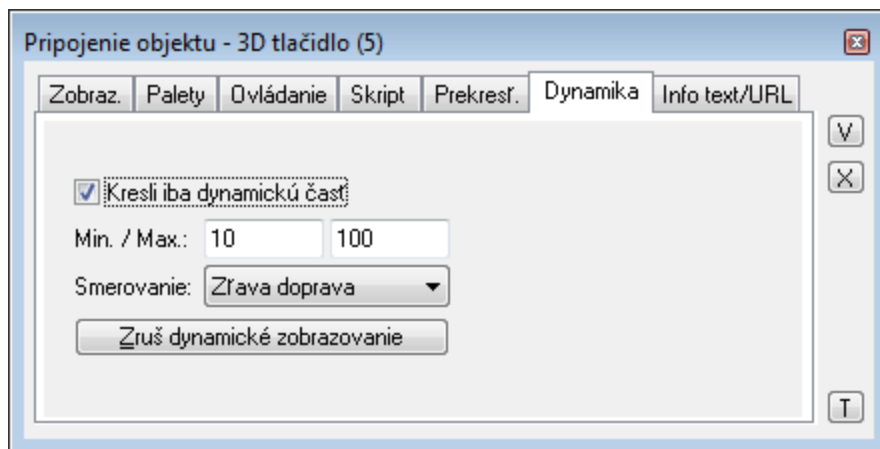 Pripojenie objektu - 3D tlačidlo (5)
Zobraz. Palety Ovládanie Skript Prekresľ. Dynamika Info text/URL
V
Kresli iba dynamickú časť
X
Min. / Max.: 10 100
Smerovanie: Zľava doprava
Zruš dynamické zobrazovanie
T